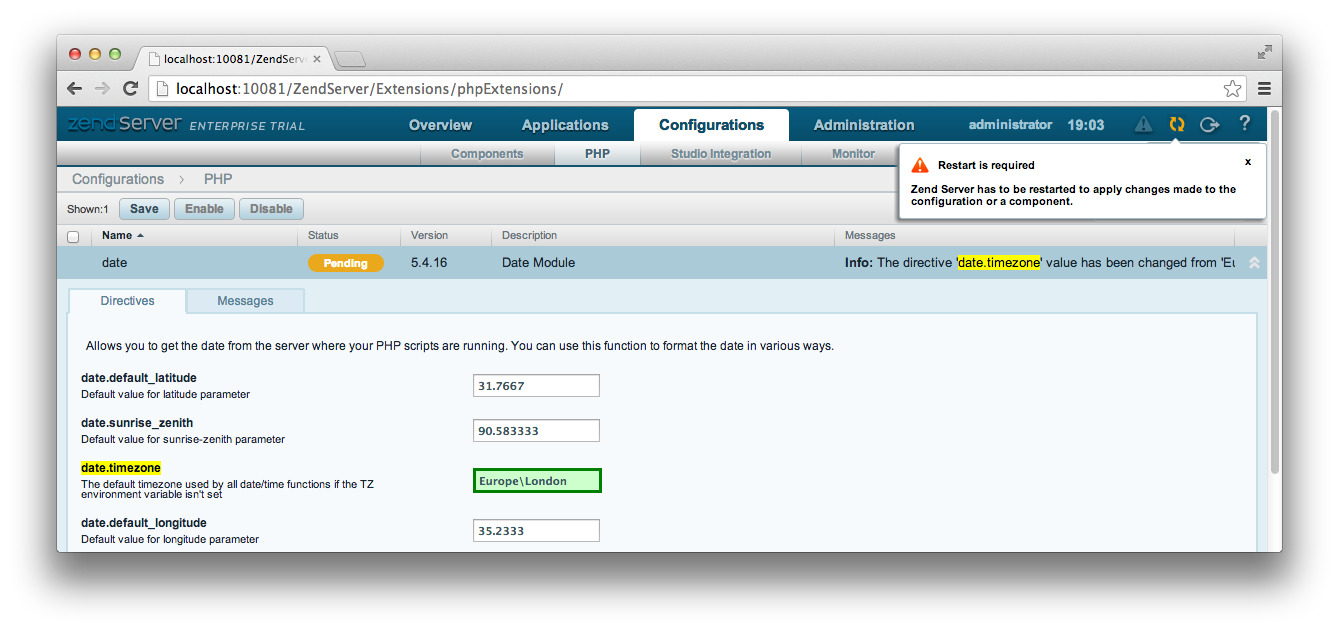 localhost:10081/ZendServ
localhost:10081/ZendServer/Extensions/phpExtensions/
zendServer ENTERPRISE TRIAL
Overview
Applications
Configurations
Administration
administrator
19:03
?
Components
PHP
Studio Integration
Monitor
Restart is required
x
Zend Server has to be restarted to apply changes made to the
configuration or a component.
Configurations > PHP
Shown:1
Save
Enable
Disable
Name
Status
Version
Description
Messages
date
Pending
5.4.16
Date Module
Info: The directive 'date.timezone' value has been changed from 'Eu
Directives
Messages
Allows you to get the date from the server where your PHP scripts are running. You can use this function to format the date in various ways.
date.default_latitude
Default value for latitude parameter
31.7667
date.sunrise_zenith
Default value for sunrise-zenith parameter
90.583333
date.timezone
The default timezone used by all date/time functions if the TZ
environment variable isn't set
Europe\London
date.default_longitude
Default value for longitude parameter
35.2333